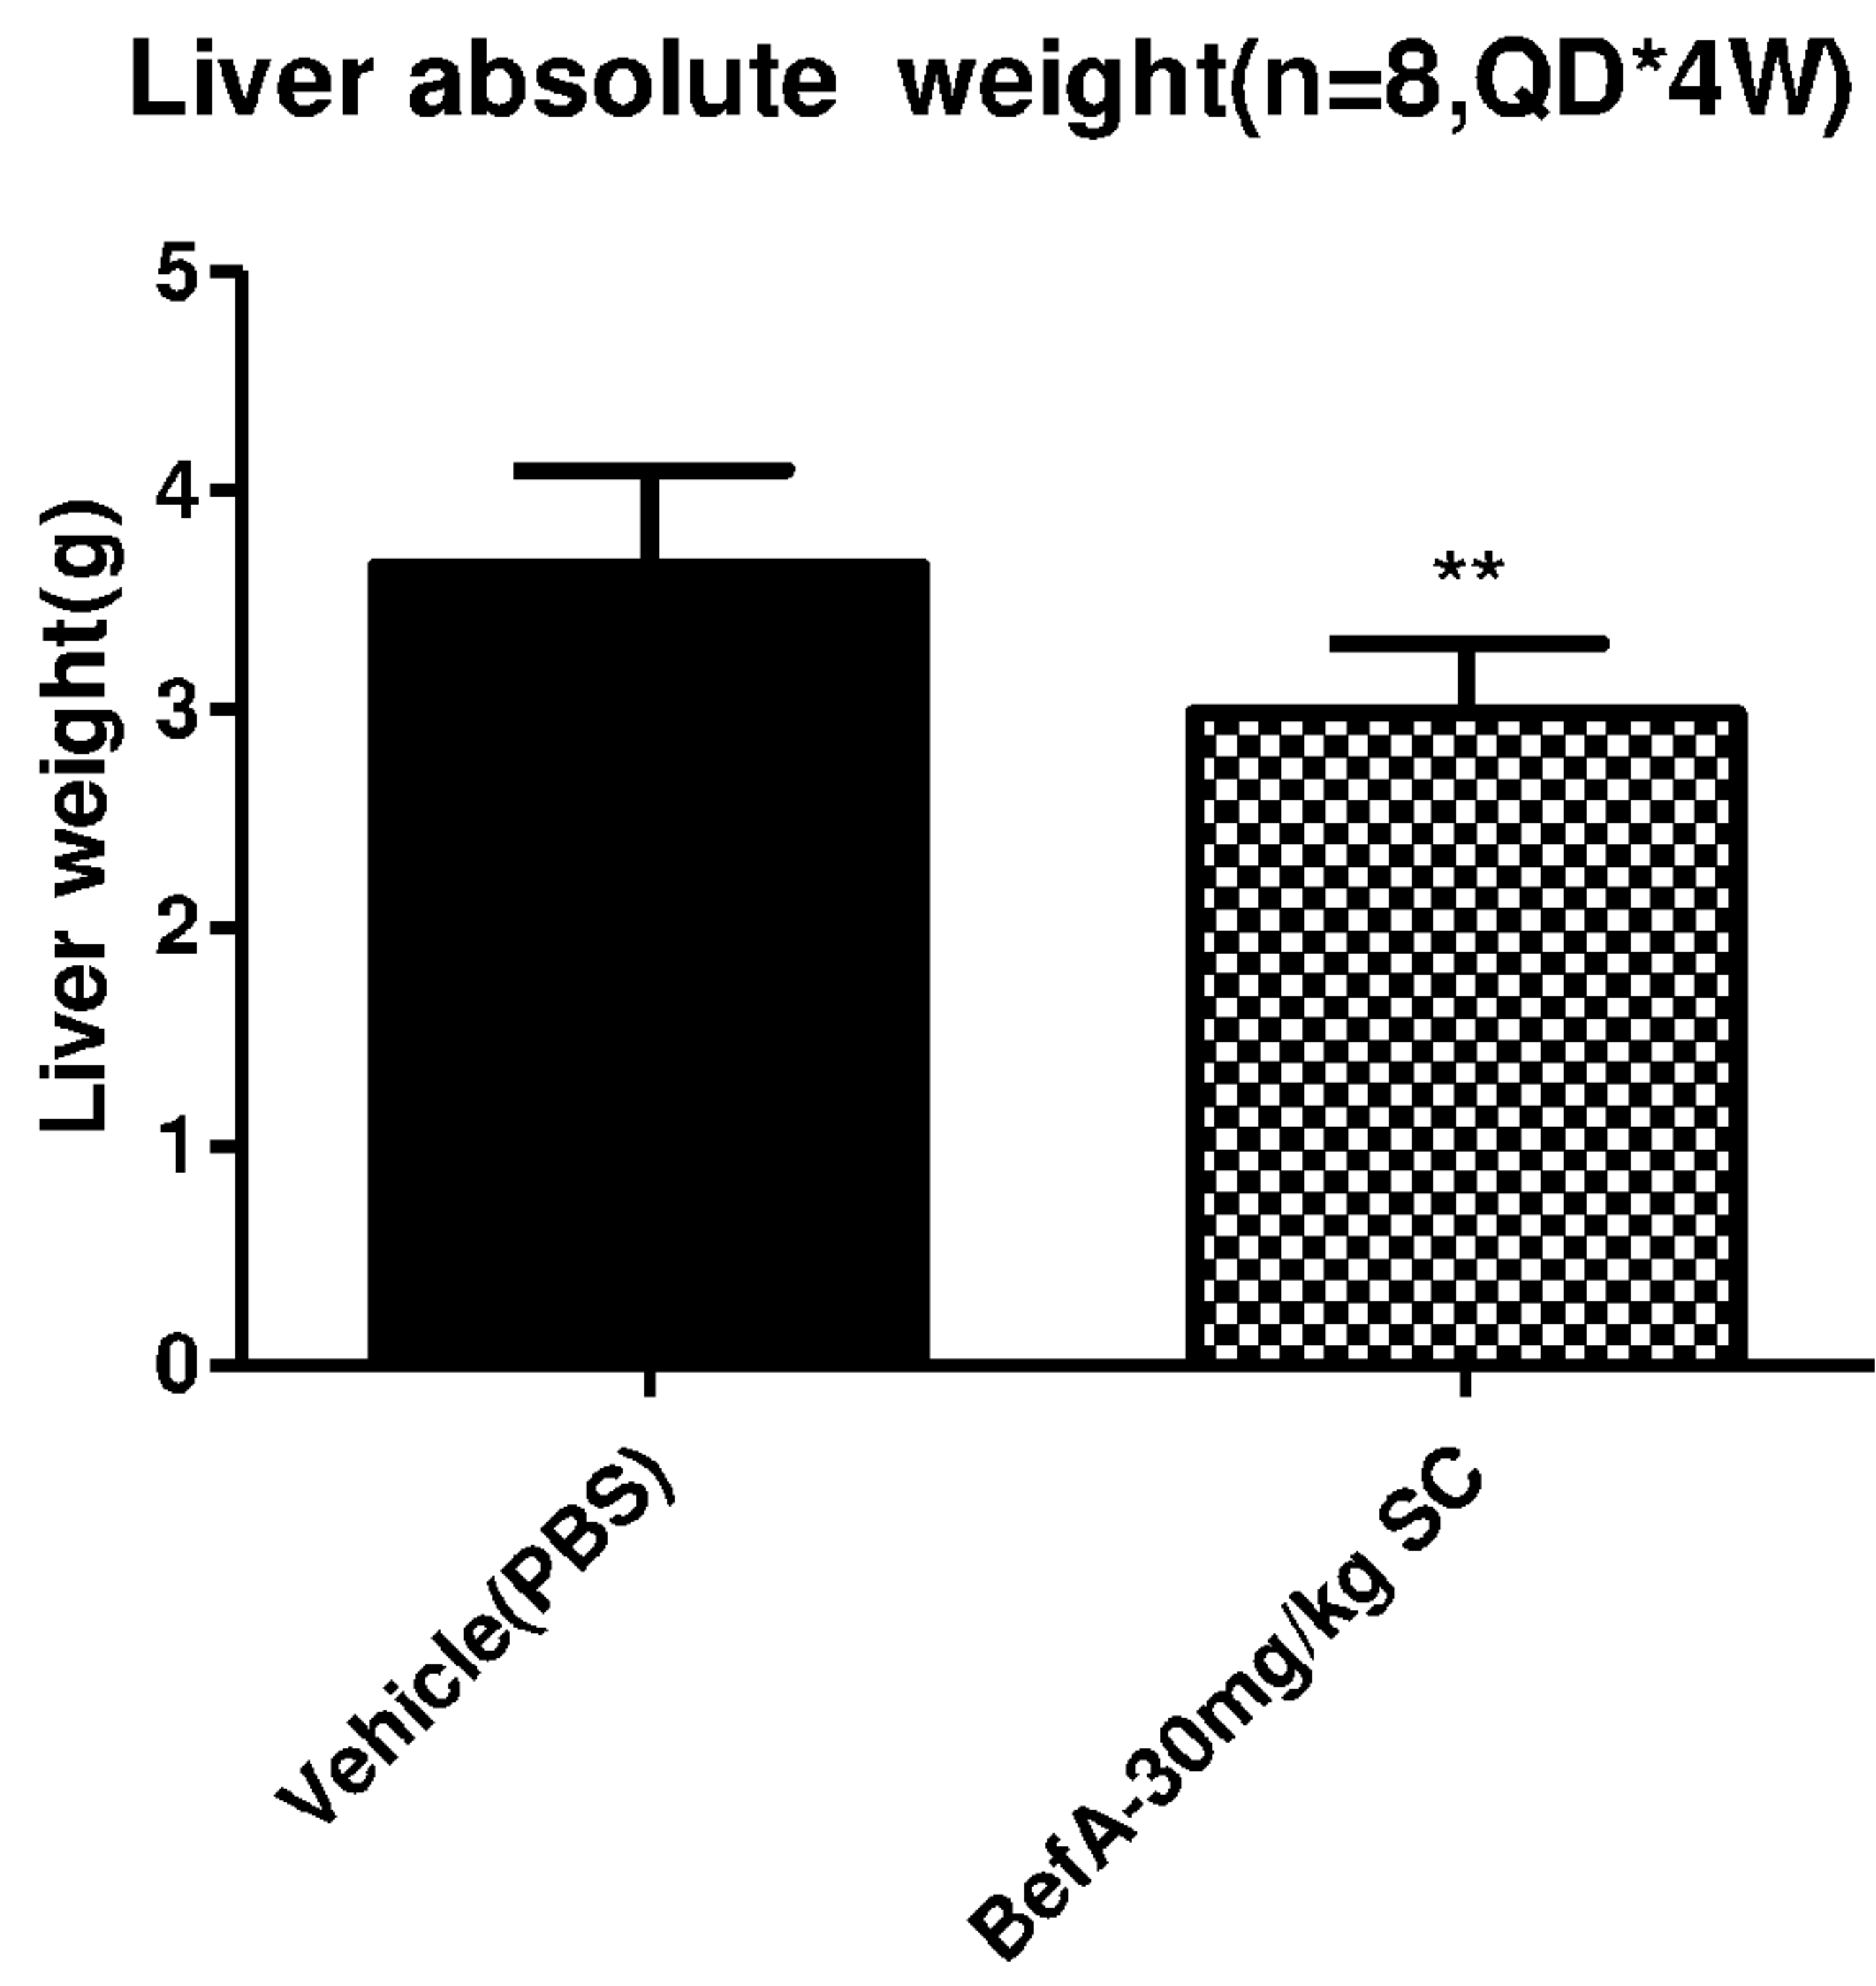 Liver absolute weight(n=8,QD*4W)
Liver weight(g)
5
4
3
2
1
0
**
Vehicle(PBS)
BefA-30mg/kg SC